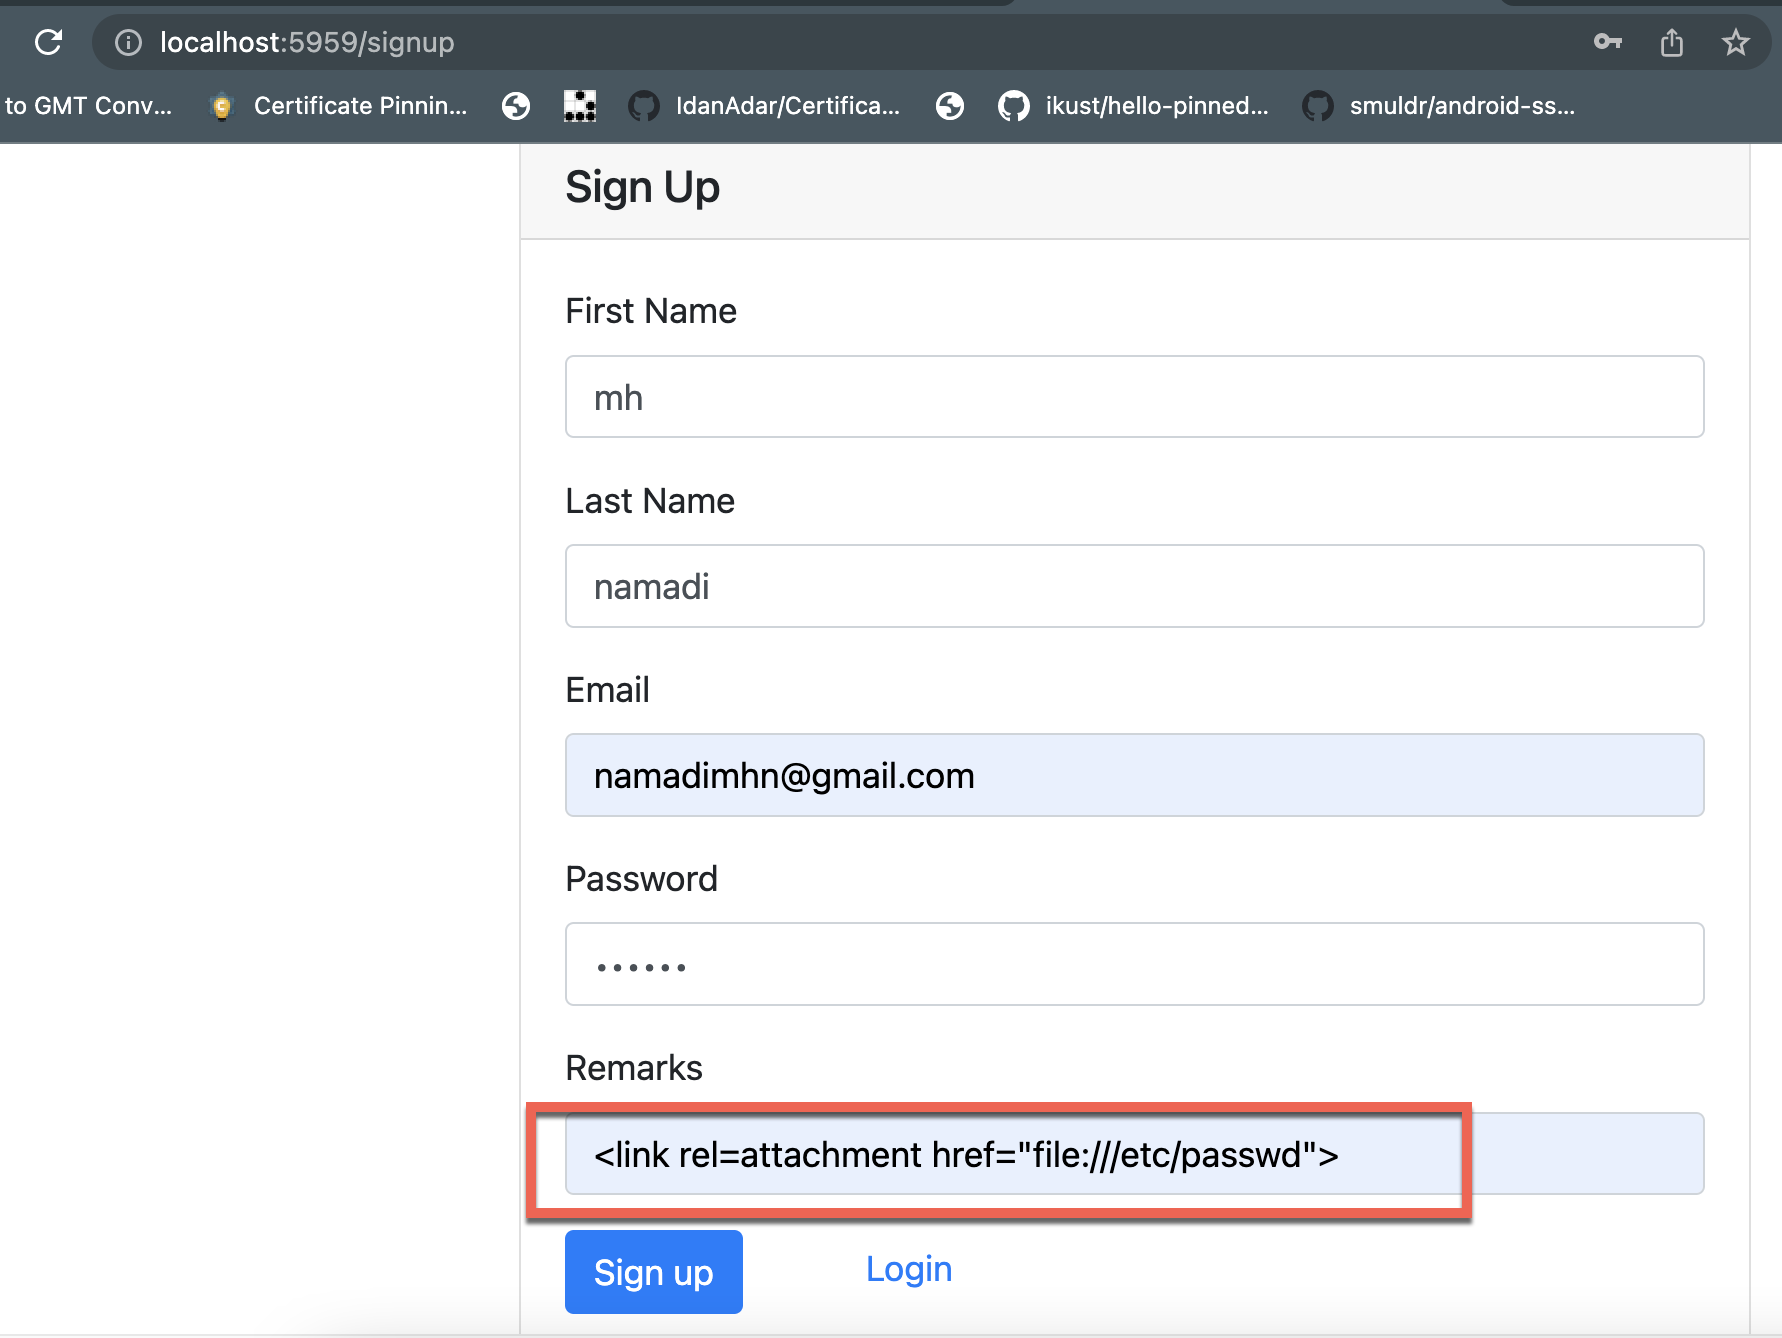 localhost:5959/signup
to GMT Conv... Certificate Pinnin... IdanAdar/Certifica... ikust/hello-pinned... smuldr/android-ss...
Sign Up
First Name
mh
Last Name
namadi
Email
namadimhn@gmail.com
Password
••••••
Remarks
<link rel=attachment href="file:///etc/passwd">
Sign up Login